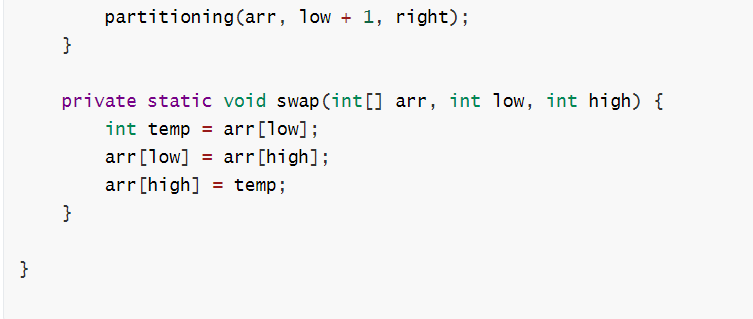 partitioning(arr, low + 1, right);
}
private static void swap(int[] arr, int low, int high) {
int temp = arr[low];
arr[low] = arr[high];
arr[high] = temp;
}
}